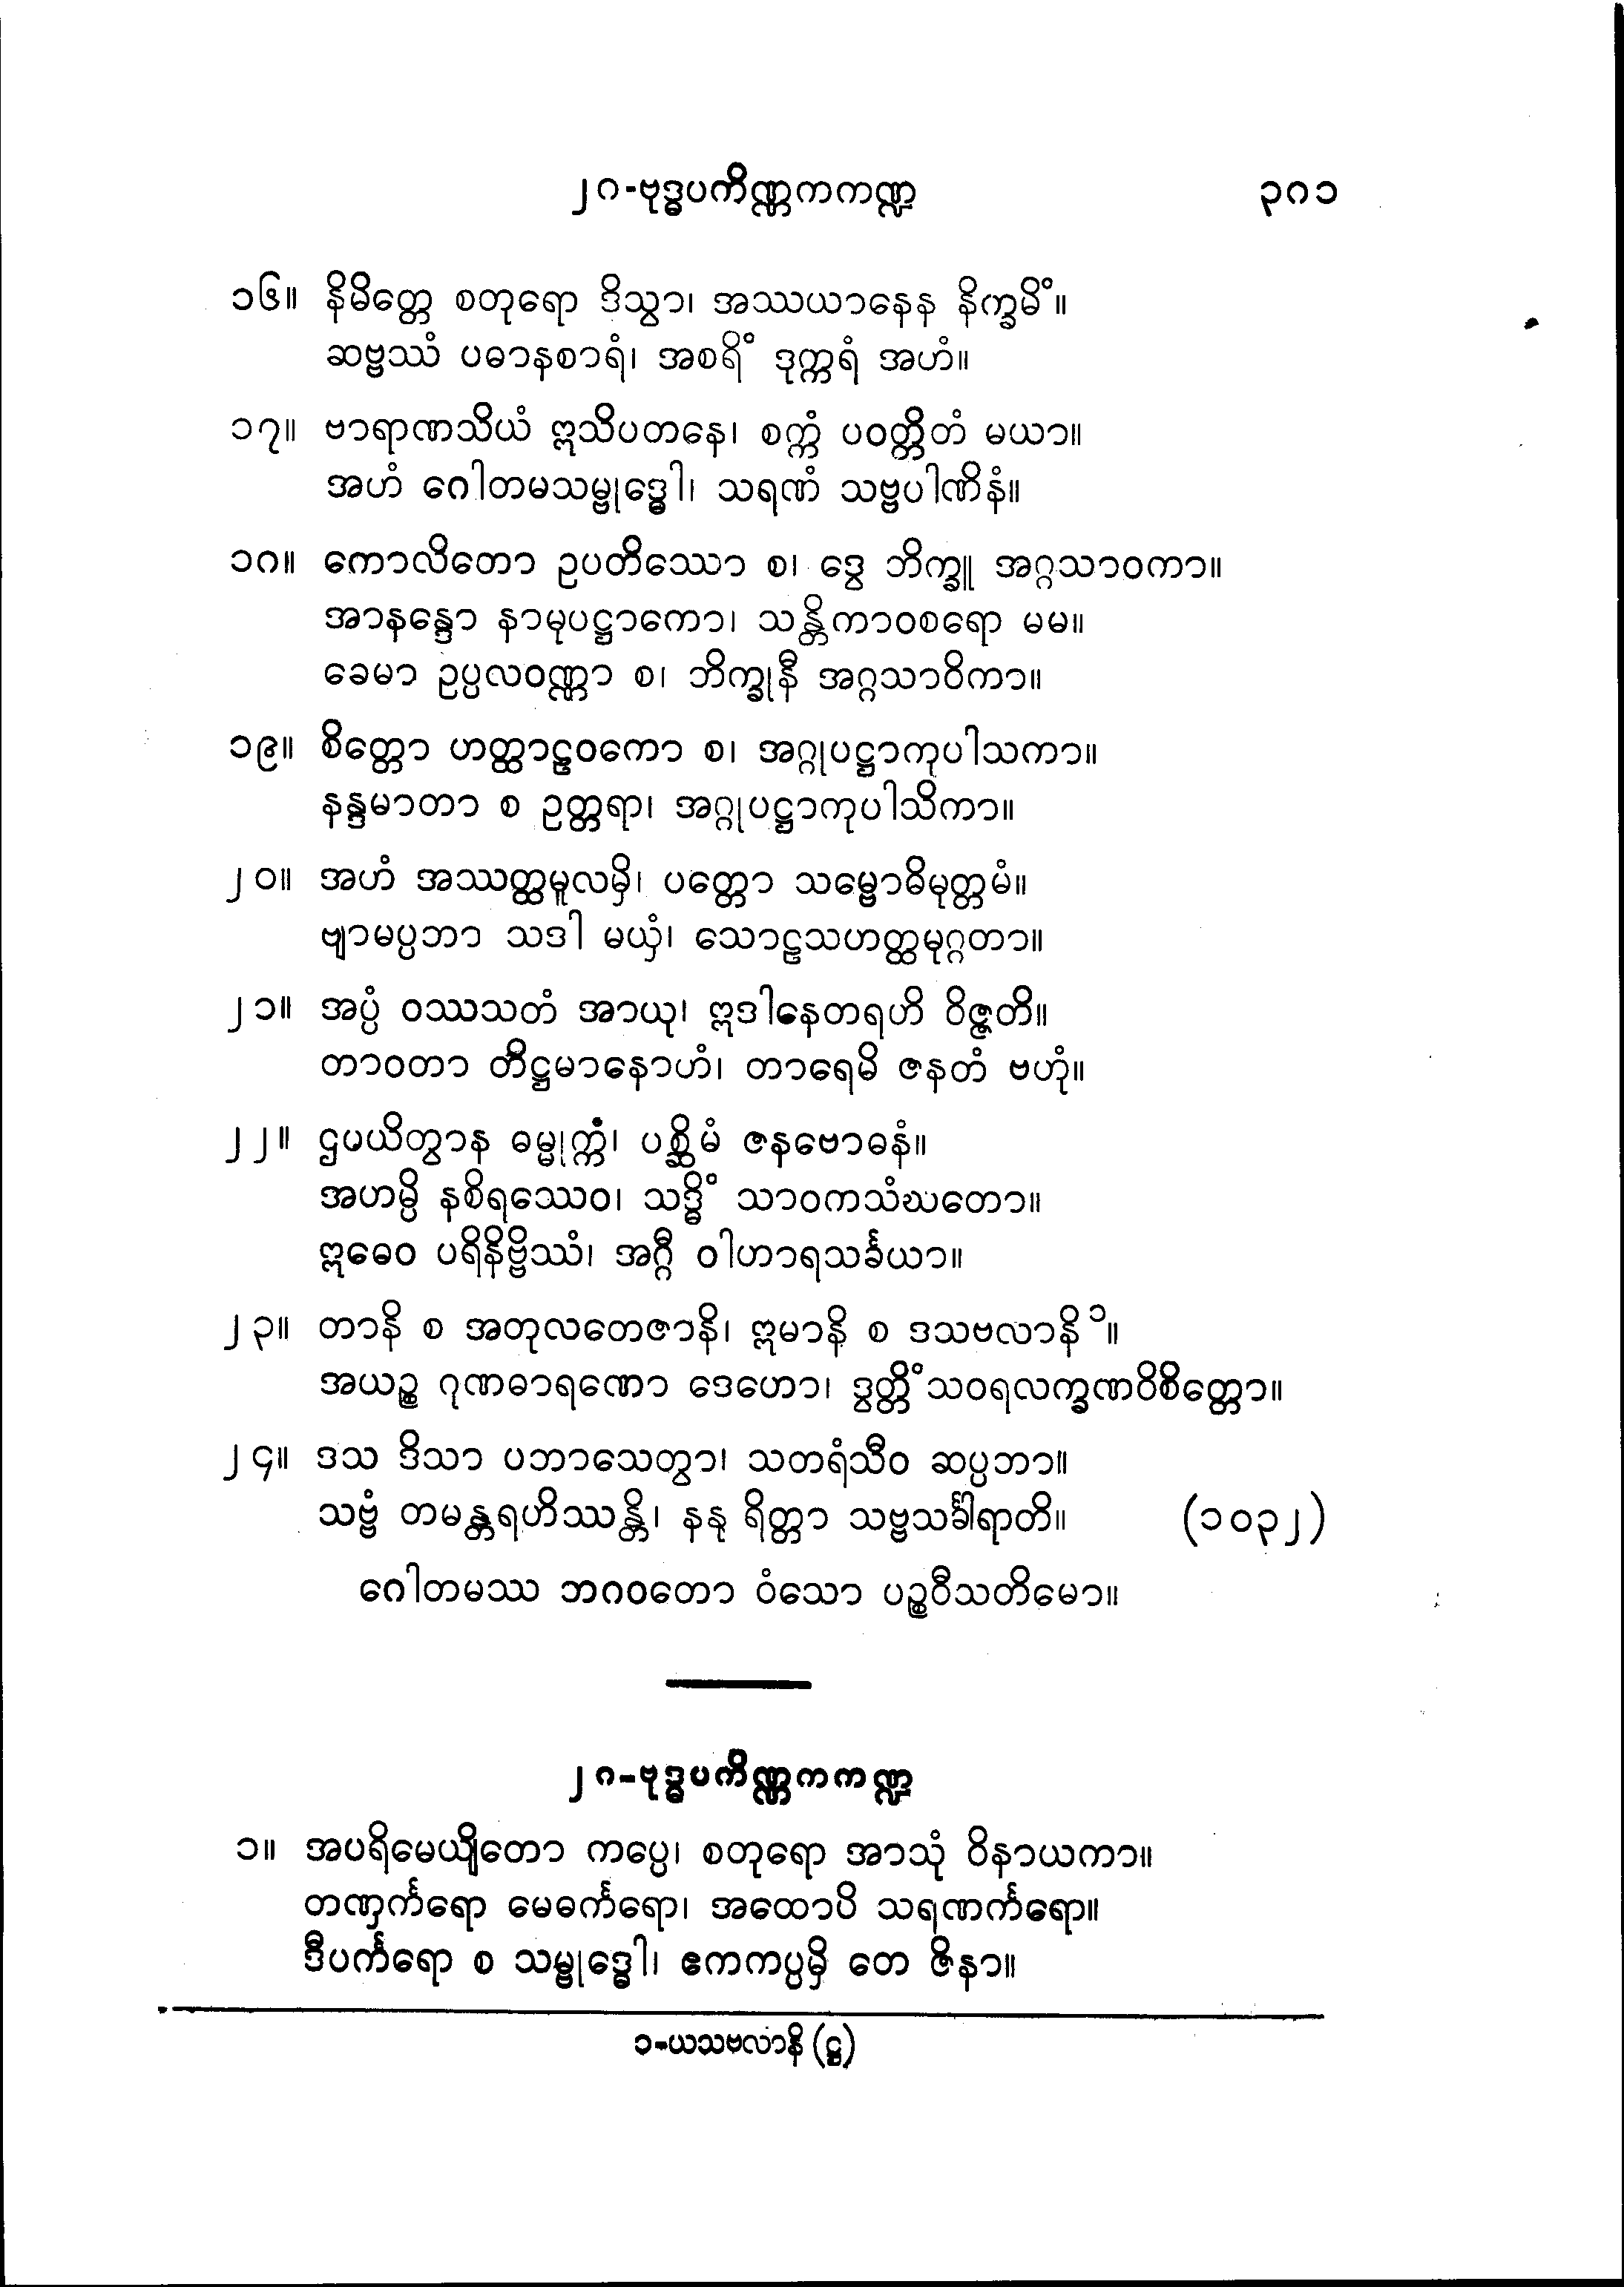 ၂၈-ဗုဒ္ဓပကိဏ္ဏကကဏ္ဍ ၃၈၁
၁၆။ နိမိတ္တေ စတုရော ဒိသွာ၊ အဿယာနေန နိက္ခမိံ။
ဆဗ္ဗဿံ ပဓာနစာရံ၊ အစရိံ ဒုက္ကရံ အဟံ။
၁၇။ ဗာရာဏသိယံ ဣသိပတနေ၊ စက္ကံ ပဝတ္တိတံ မယာ။
အဟံ ဂေါတမသမ္ဗုဒ္ဓေါ၊ သရဏံ သဗ္ဗပါဏိနံ။
၁၈။ ကောလိတော ဥပတိဿော စ၊ ဒွေ ဘိက္ခူ အဂ္ဂသာဝကာ။
အာနန္ဒော နာမုပဋ္ဌာကော၊ သန္တိကာဝစရော မမ။
ခေမာ ဥပ္ပလဝဏ္ဏာ စ၊ ဘိက္ခုနီ အဂ္ဂသာဝိကာ။
၁၉။ စိတ္တော ဟတ္ထာဠဝကော စ၊ အဂ္ဂုပဋ္ဌာကုပါသကာ။
နန္ဒမာတာ စ ဥတ္တရာ၊ အဂ္ဂုပဋ္ဌာကုပါသိကာ။
၂၀။ အဟံ အဿတ္ထမူလမှိ၊ ပတ္တော သမ္ဗောဓိမုတ္တမံ။
ဗျာမပ္ပဘာ သဒါ မယှံ၊ သောဠသဟတ္ထမုဂ္ဂတာ။
၂၁။ အပ္ပံ ဝဿသတံ အာယု၊ ဣဒါနေတရဟိ ဝိဇ္ဇတိ။
တာဝတာ တိဋ္ဌမာနောဟံ၊ တာရေမိ ဇနတံ ဗဟုံ။
၂၂။ ဌပယိတွာန ဓမ္မုက္ကံ၊ ပစ္ဆိမံ ဇနဗောဓနံ။
အဟမ္ပိ နစိရဿေဝ၊ သဒ္ဓိံ သာဝကသံဃတော။
ဣဓေဝ ပရိနိဗ္ဗိဿံ၊ အဂ္ဂီ ဝါဟာရသင်္ခယာ။
၂၃။ တာနိ စ အတုလတေဇာနိ၊ ဣမာနိ စ ဒသဗလာနိ ၁။
အယဉ္စ ဂုဏဓာရဏော ဒေဟော၊ ဒွတ္တိံသဝရလက္ခဏဝိစိတ္တော။
၂၄။ ဒသ ဒိသာ ပဘာသေတွာ၊ သတရံသီဝ ဆပ္ပဘာ။
သဗ္ဗံ တမန္တရဟိဿန္တိ၊ နနု ရိတ္တာ သဗ္ဗသင်္ခါရာတိ။ (၁၀၃၂)
ဂေါတမဿ ဘဂဝတော ဝံသော ပဉ္စဝီသတိမော။
၂၈-ဗုဒ္ဓပကိဏ္ဏကကဏ္ဍ
၁။ အပရိမေယျိတော ကပ္ပေ၊ စတုရော အာသုံ ဝိနာယကာ။
တဏှင်္ကရော မေဓင်္ကရော၊ အထောပိ သရဏင်္ကရော။
ဒီပင်္ကရော စ သမ္ဗုဒ္ဓေါ၊ ဧကကပ္ပမှိ တေ ဇိနာ။
၁-ယသဗလာနိ (ဋ္ဌ)